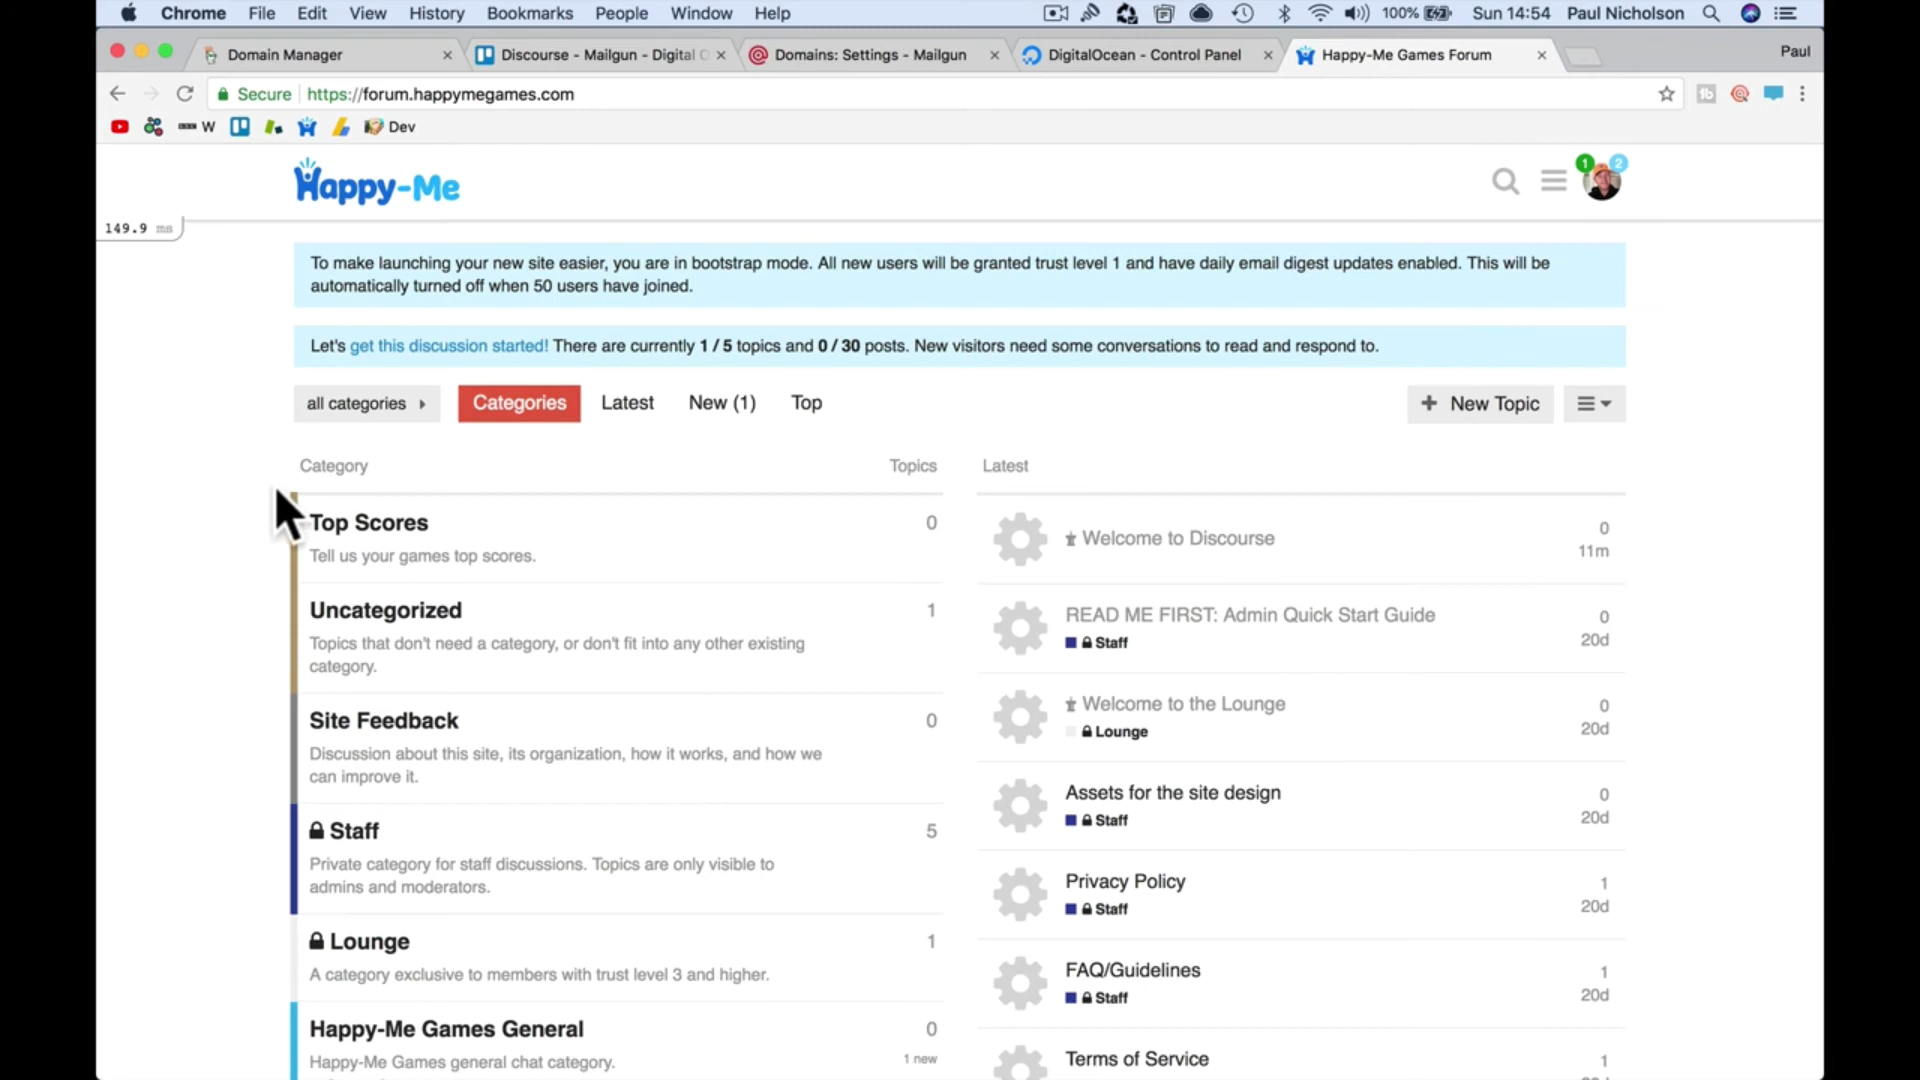 Chrome File Edit View History Bookmarks People Window Help 100% Sun 14:54 Paul Nicholson
Domain Manager Discourse - Mailgun - Digital O Domains: Settings - Mailgun DigitalOcean - Control Panel Happy-Me Games Forum Paul
Secure https://forum.happymegames.com
W Dev
Happy-Me 1 2
149.9 ms
To make launching your new site easier, you are in bootstrap mode. All new users will be granted trust level 1 and have daily email digest updates enabled. This will be
automatically turned off when 50 users have joined.
Let's get this discussion started! There are currently 1 / 5 topics and 0 / 30 posts. New visitors need some conversations to read and respond to.
all categories Categories Latest New (1) Top + New Topic
Category Topics
Top Scores 0
Tell us your games top scores.
Uncategorized 1
Topics that don't need a category, or don't fit into any other existing
category.
Site Feedback 0
Discussion about this site, its organization, how it works, and how we
can improve it.
Staff 5
Private category for staff discussions. Topics are only visible to
admins and moderators.
Lounge 1
A category exclusive to members with trust level 3 and higher.
Happy-Me Games General 0
Happy-Me Games general chat category. 1 new
Latest
Welcome to Discourse 0
11m
READ ME FIRST: Admin Quick Start Guide 0
Staff 20d
Welcome to the Lounge 0
Lounge 20d
Assets for the site design 0
Staff 20d
Privacy Policy 1
Staff 20d
FAQ/Guidelines 1
Staff 20d
Terms of Service 1